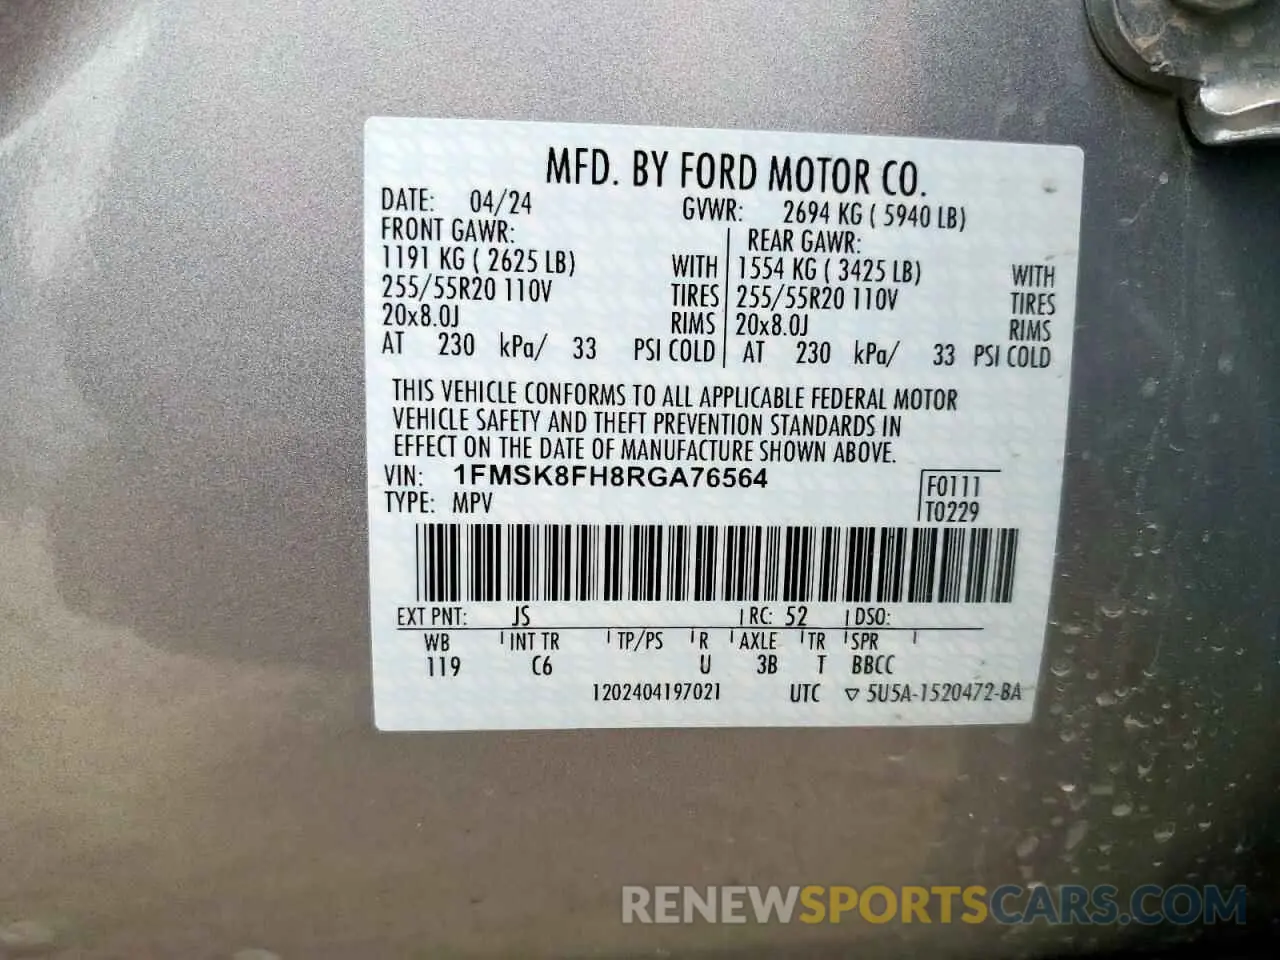 MFD. BY FORD MOTOR CO.
DATE: 04/24 GVWR: 2694 KG ( 5940 LB)
FRONT GAWR: REAR GAWR:
1191 KG ( 2625 LB) WITH 1554 KG ( 3425 LB) WITH
255/55R20 110V TIRES 255/55R20 110V TIRES
20x8.0J RIMS 20x8.0J RIMS
AT 230 kPa/ 33 PSI COLD AT 230 kPa/ 33 PSI COLD
THIS VEHICLE CONFORMS TO ALL APPLICABLE FEDERAL MOTOR
VEHICLE SAFETY AND THEFT PREVENTION STANDARDS IN
EFFECT ON THE DATE OF MANUFACTURE SHOWN ABOVE.
VIN: 1FMSK8FH8RGA76564 F0111
TYPE: MPV T0229
EXT PNT: JS RC: 52 DSO:
WB INT TR TP/PS R AXLE TR SPR
119 C6 U 3B T BBCC
1202404197021 UTC ▽ 5U5A-1520472-BA
RENEWSPORTSCARS.COM